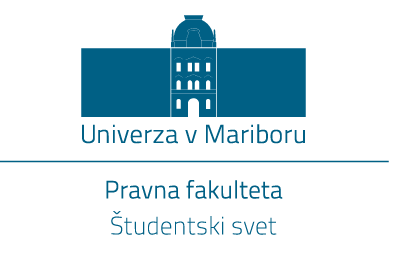 Univerza v Mariboru
Pravna fakulteta
Študentski svet